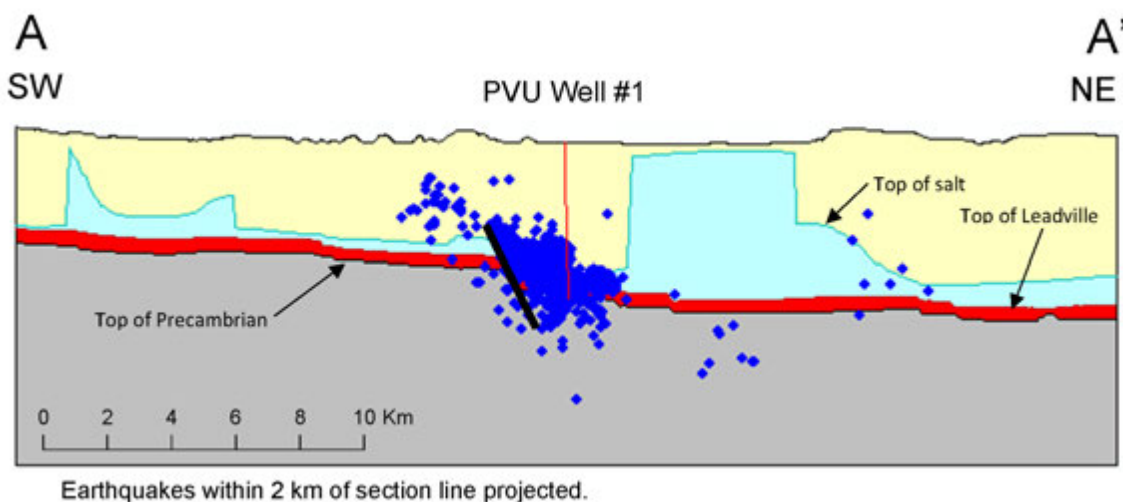 A A'
SW NE
PVU Well #1
Top of salt
Top of Leadville
Top of Precambrian
0 2 4 6 8 10 Km
Earthquakes within 2 km of section line projected.